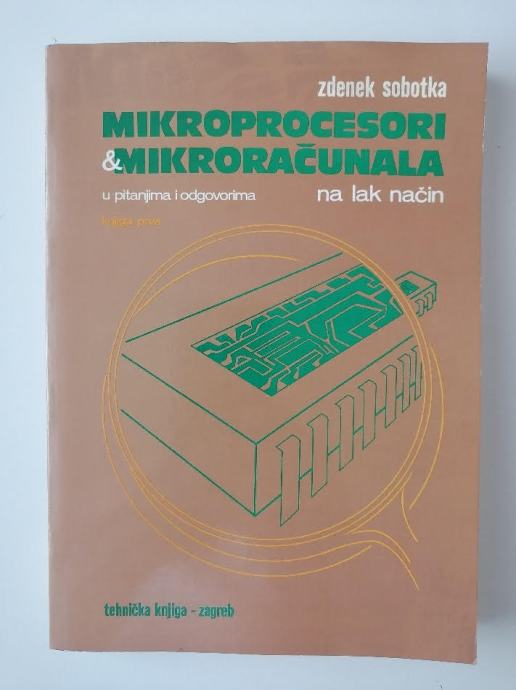 zdenek sobotka
MIKROPROCESORI
&MIKRORAČUNALA
u pitanjima i odgovorima na lak način
knjiga prva
tehnička knjiga - zagreb